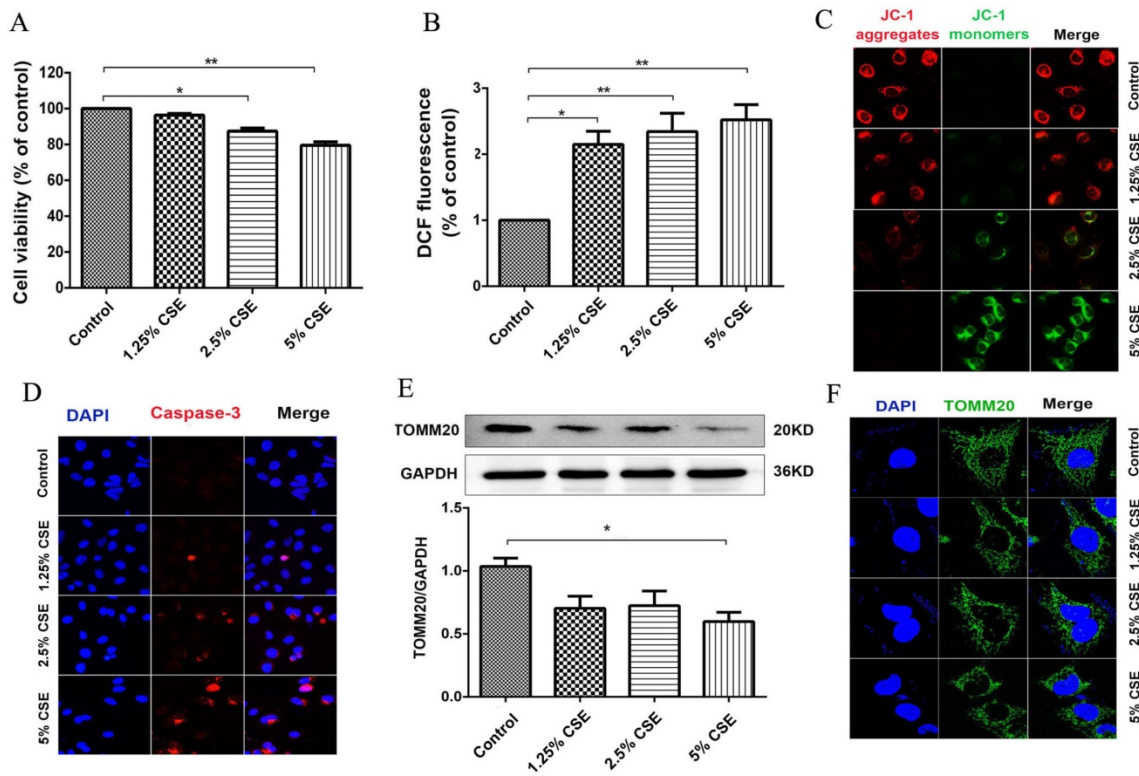 A
Cell viability (% of control)
120
100
80
60
40
20
0
**
*
Control
1.25% CSE
2.5% CSE
5% CSE
B
DCF fluorescence
(% of control)
3
2
1
0
**
**
*
Control
1.25% CSE
2.5% CSE
5% CSE
C
JC-1 aggregates
JC-1 monomers
Merge
Control
1.25% CSE
2.5% CSE
5% CSE
D
DAPI
Caspase-3
Merge
Control
1.25% CSE
2.5% CSE
5% CSE
E
TOMM20
20KD
GAPDH
36KD
TOMM20/GAPDH
1.5
1.0
0.5
0.0
*
Control
1.25% CSE
2.5% CSE
5% CSE
F
DAPI
TOMM20
Merge
Control
1.25% CSE
2.5% CSE
5% CSE